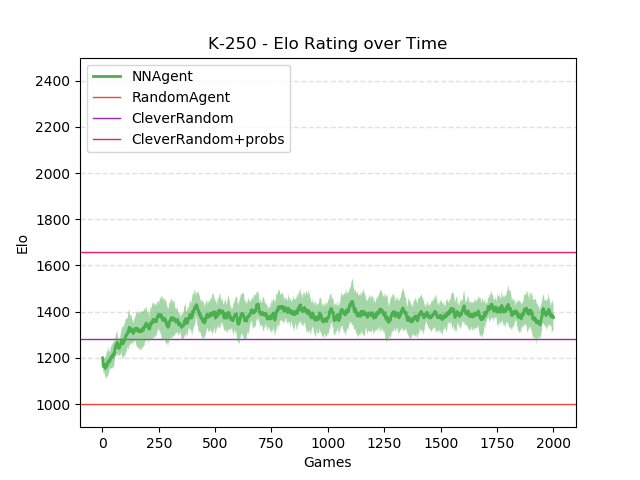 K-250 - Elo Rating over Time
NNAgent
RandomAgent
CleverRandom
CleverRandom+probs
Elo
2400
2200
2000
1800
1600
1400
1200
1000
0 250 500 750 1000 1250 1500 1750 2000
Games